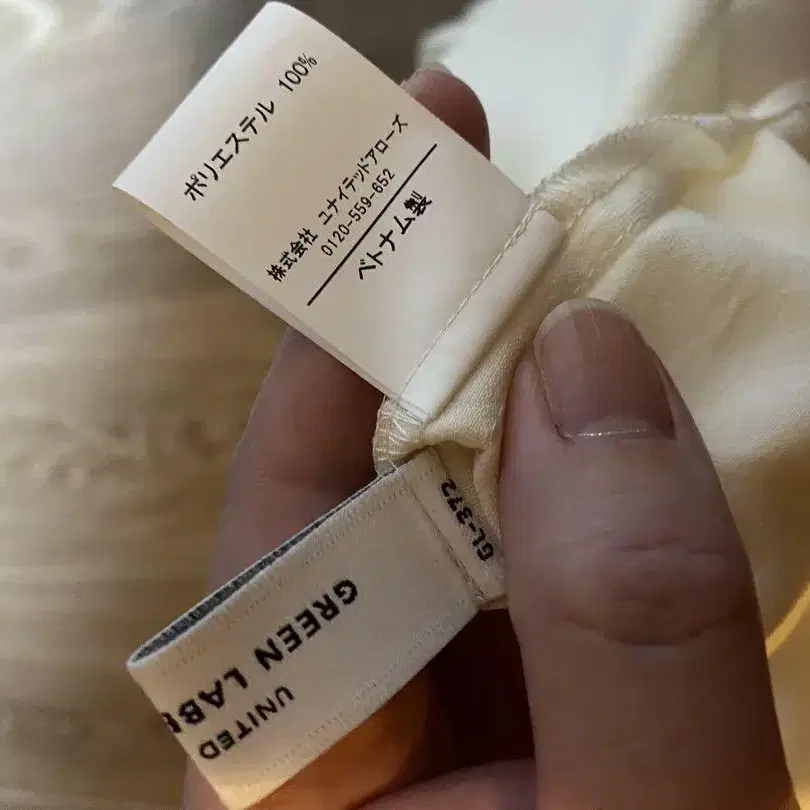 ポリエステル 100%
株式会社 ユナイテッドアローズ
0120-559-652
ベトナム製
GL-372
GREEN LABE
UNITED